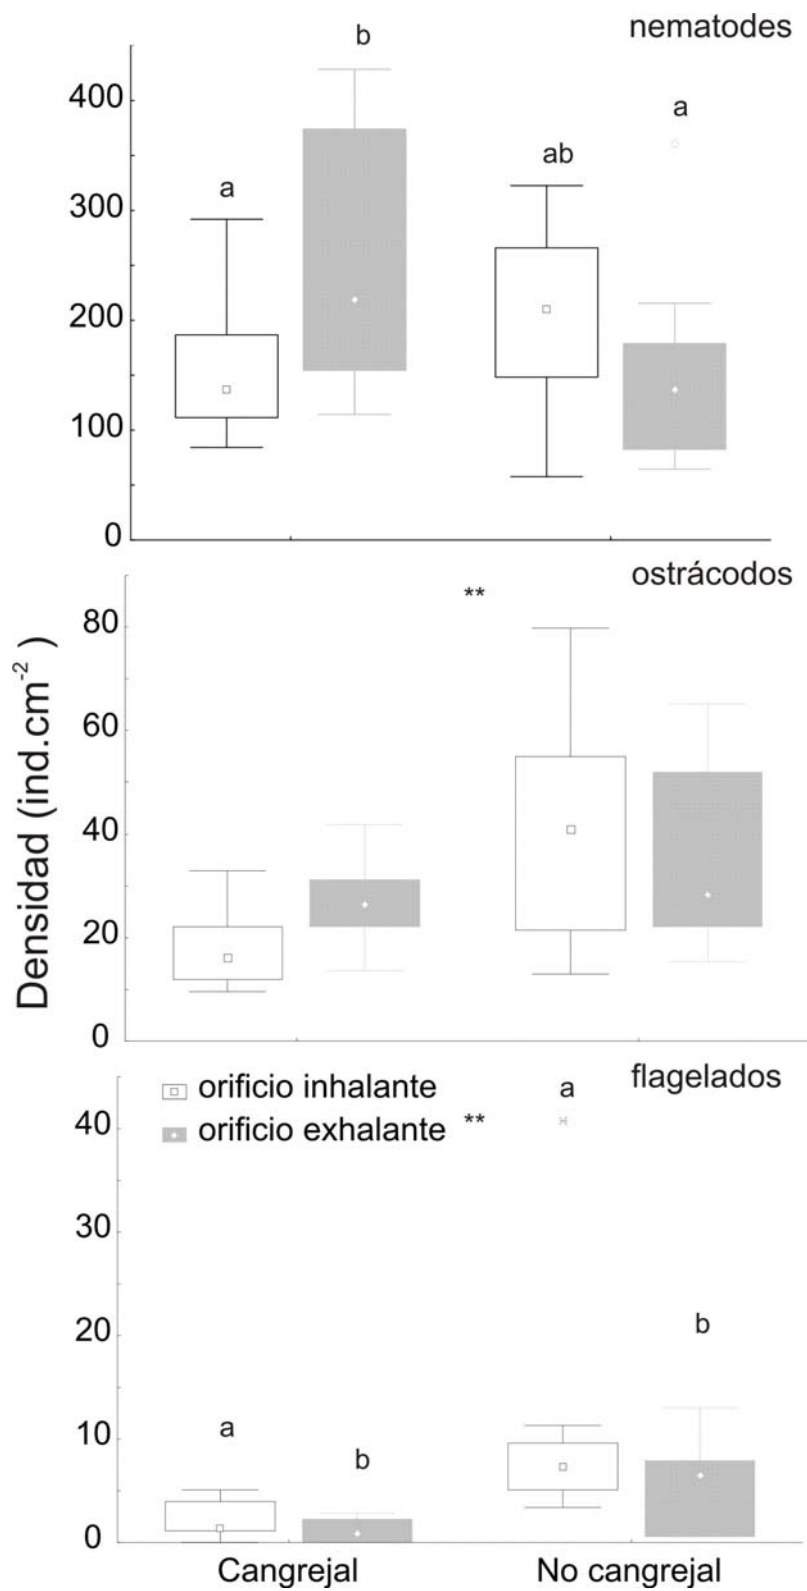 nematodes
b
400
a
ab
a
300
200
100
0
ostrácodos
**
80
60
40
20
0
Densidad (ind.cm-2 )
flagelados
orificio inhalante
a
orificio exhalante **
40
30
20
b
10
a
b
0
Cangrejal No cangrejal